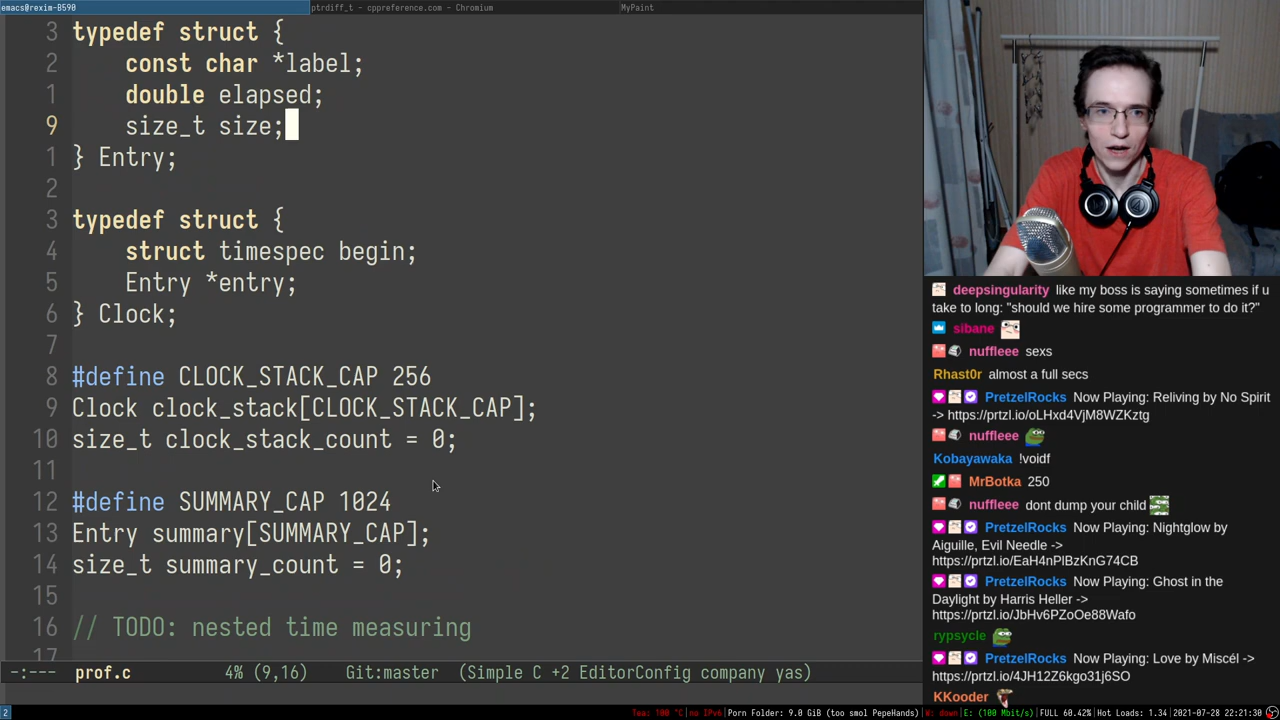 emacs@rexim-B590
ptrdiff_t - cppreference.com - Chromium
MyPaint
3 typedef struct {
2 const char *label;
1 double elapsed;
9 size_t size;
1 } Entry;
2
3 typedef struct {
4 struct timespec begin;
5 Entry *entry;
6 } Clock;
7
8 #define CLOCK_STACK_CAP 256
9 Clock clock_stack[CLOCK_STACK_CAP];
10 size_t clock_stack_count = 0;
11
12 #define SUMMARY_CAP 1024
13 Entry summary[SUMMARY_CAP];
14 size_t summary_count = 0;
15
16 // TODO: nested time measuring
17
-:--- prof.c 4% (9,16) Git:master (Simple C +2 EditorConfig company yas)
deepsingularity like my boss is saying sometimes if u
take to long: "should we hire some programmer to do it?"
sibane
nuffleee sexs
Rhast0r almost a full secs
PretzelRocks Now Playing: Reliving by No Spirit
-> https://prtzl.io/oLHxd4VjM8WZKztg
nuffleee
Kobayawaka !voidf
MrBotka 250
nuffleee dont dump your child
PretzelRocks Now Playing: Nightglow by
Aiguille, Evil Needle ->
https://prtzl.io/EaH4nPlBzKnG74CB
PretzelRocks Now Playing: Ghost in the
Daylight by Harris Heller ->
https://prtzl.io/JbHv6PZoOe88Wafo
rypsycle
PretzelRocks Now Playing: Love by Miscél ->
https://prtzl.io/4JH12Z6kgo31j6SO
KKooder
2
Tea: 100 °C|no IPv6|Porn Folder: 9.0 GiB (too smol PepeHands)|W: down|E: (100 Mbit/s)|FULL 60.42%|Hot Loads: 1.34|2021-07-28 22:21:30